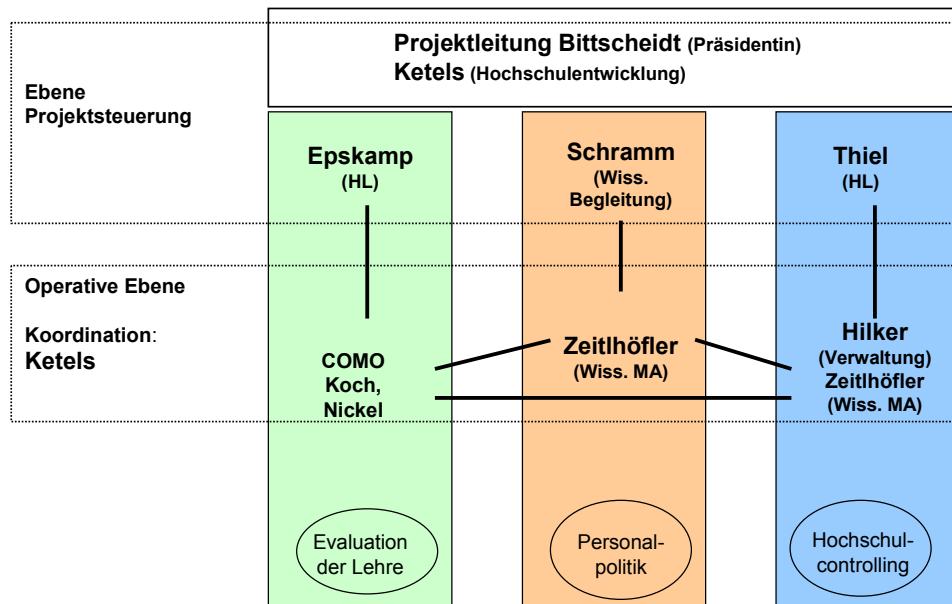 Projektleitung Bittscheidt (Präsidentin)
Ketels (Hochschulentwicklung)
Ebene
Projektsteuerung
Epskamp
(HL)
Schramm
(Wiss.
Begleitung)
Thiel
(HL)
Operative Ebene
Koordination:
Ketels
COMO
Koch,
Nickel
Zeitlhöfler
(Wiss. MA)
Hilker
(Verwaltung)
Zeitlhöfler
(Wiss. MA)
Evaluation
der Lehre
Personal-
politik
Hochschul-
controlling